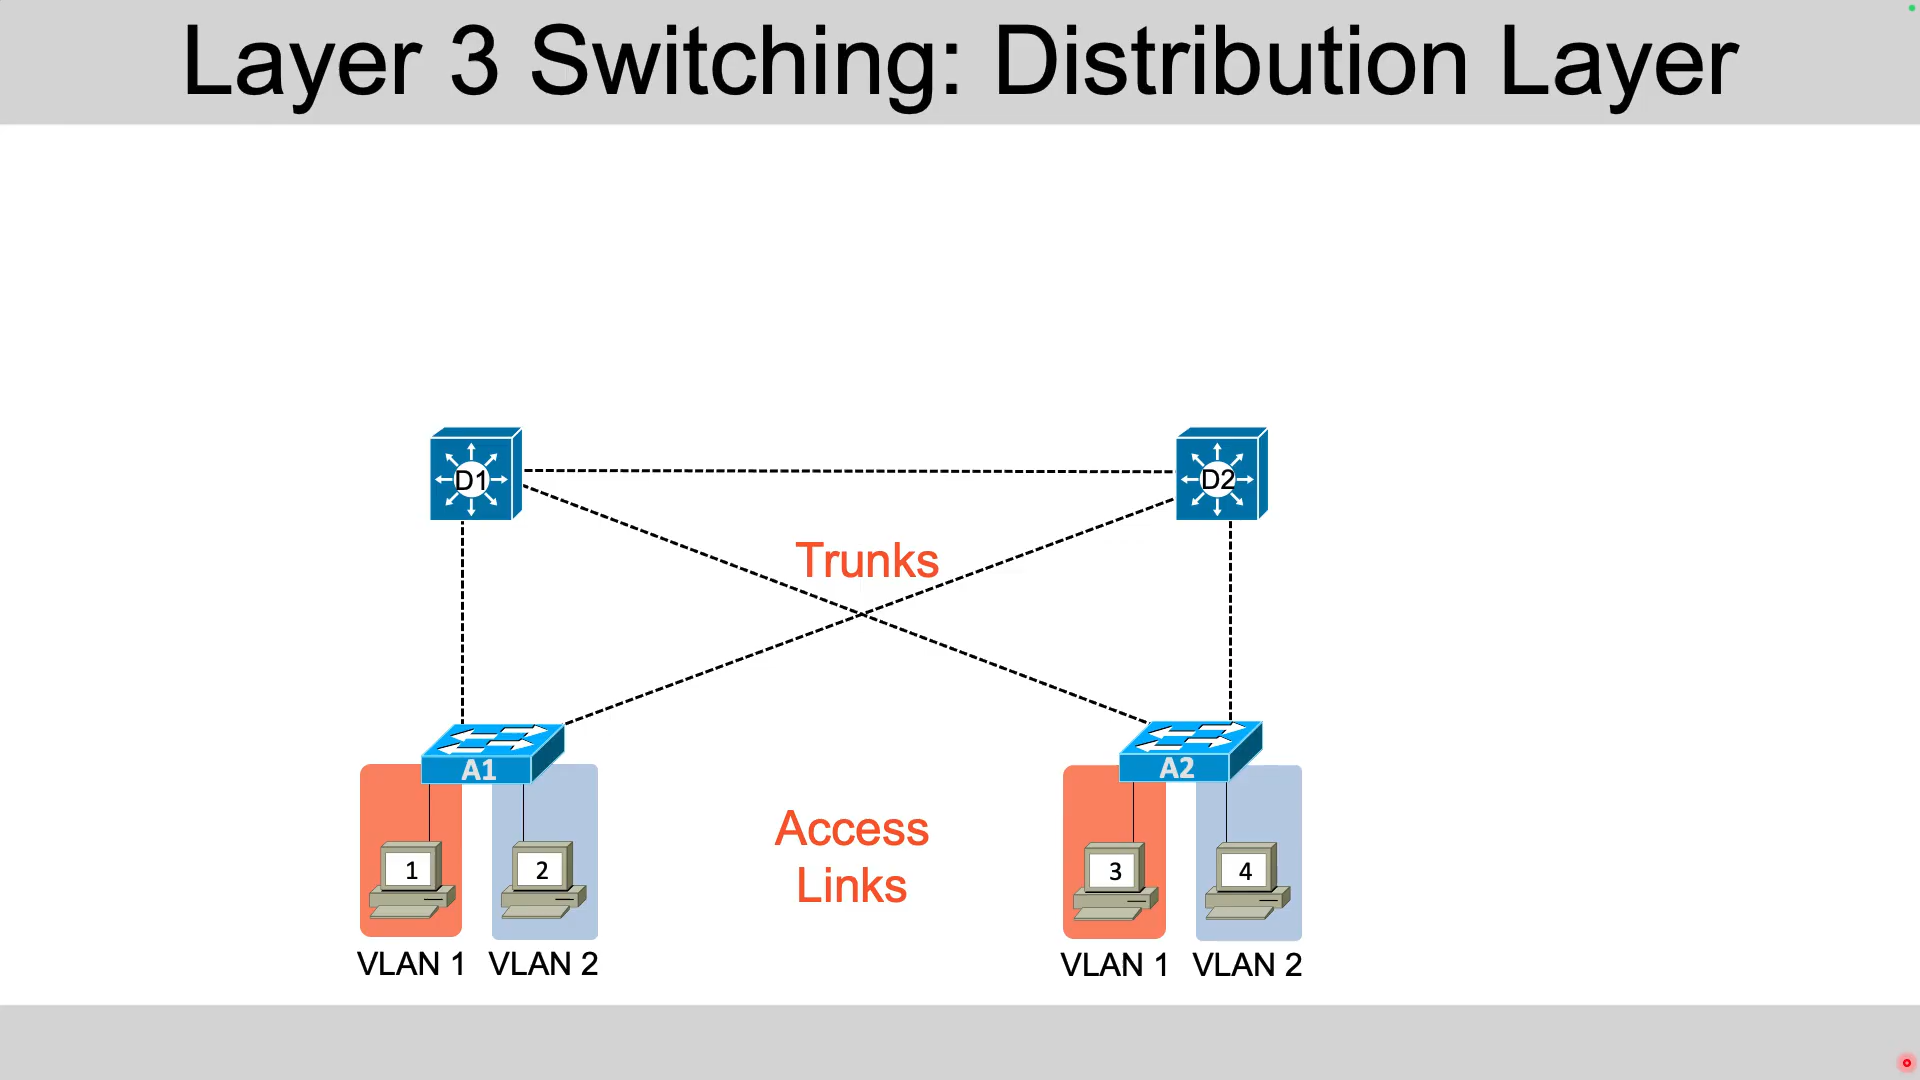 Layer 3 Switching: Distribution Layer
D1
D2
Trunks
A1
A2
Access
Links
1
2
3
4
VLAN 1
VLAN 2
VLAN 1
VLAN 2